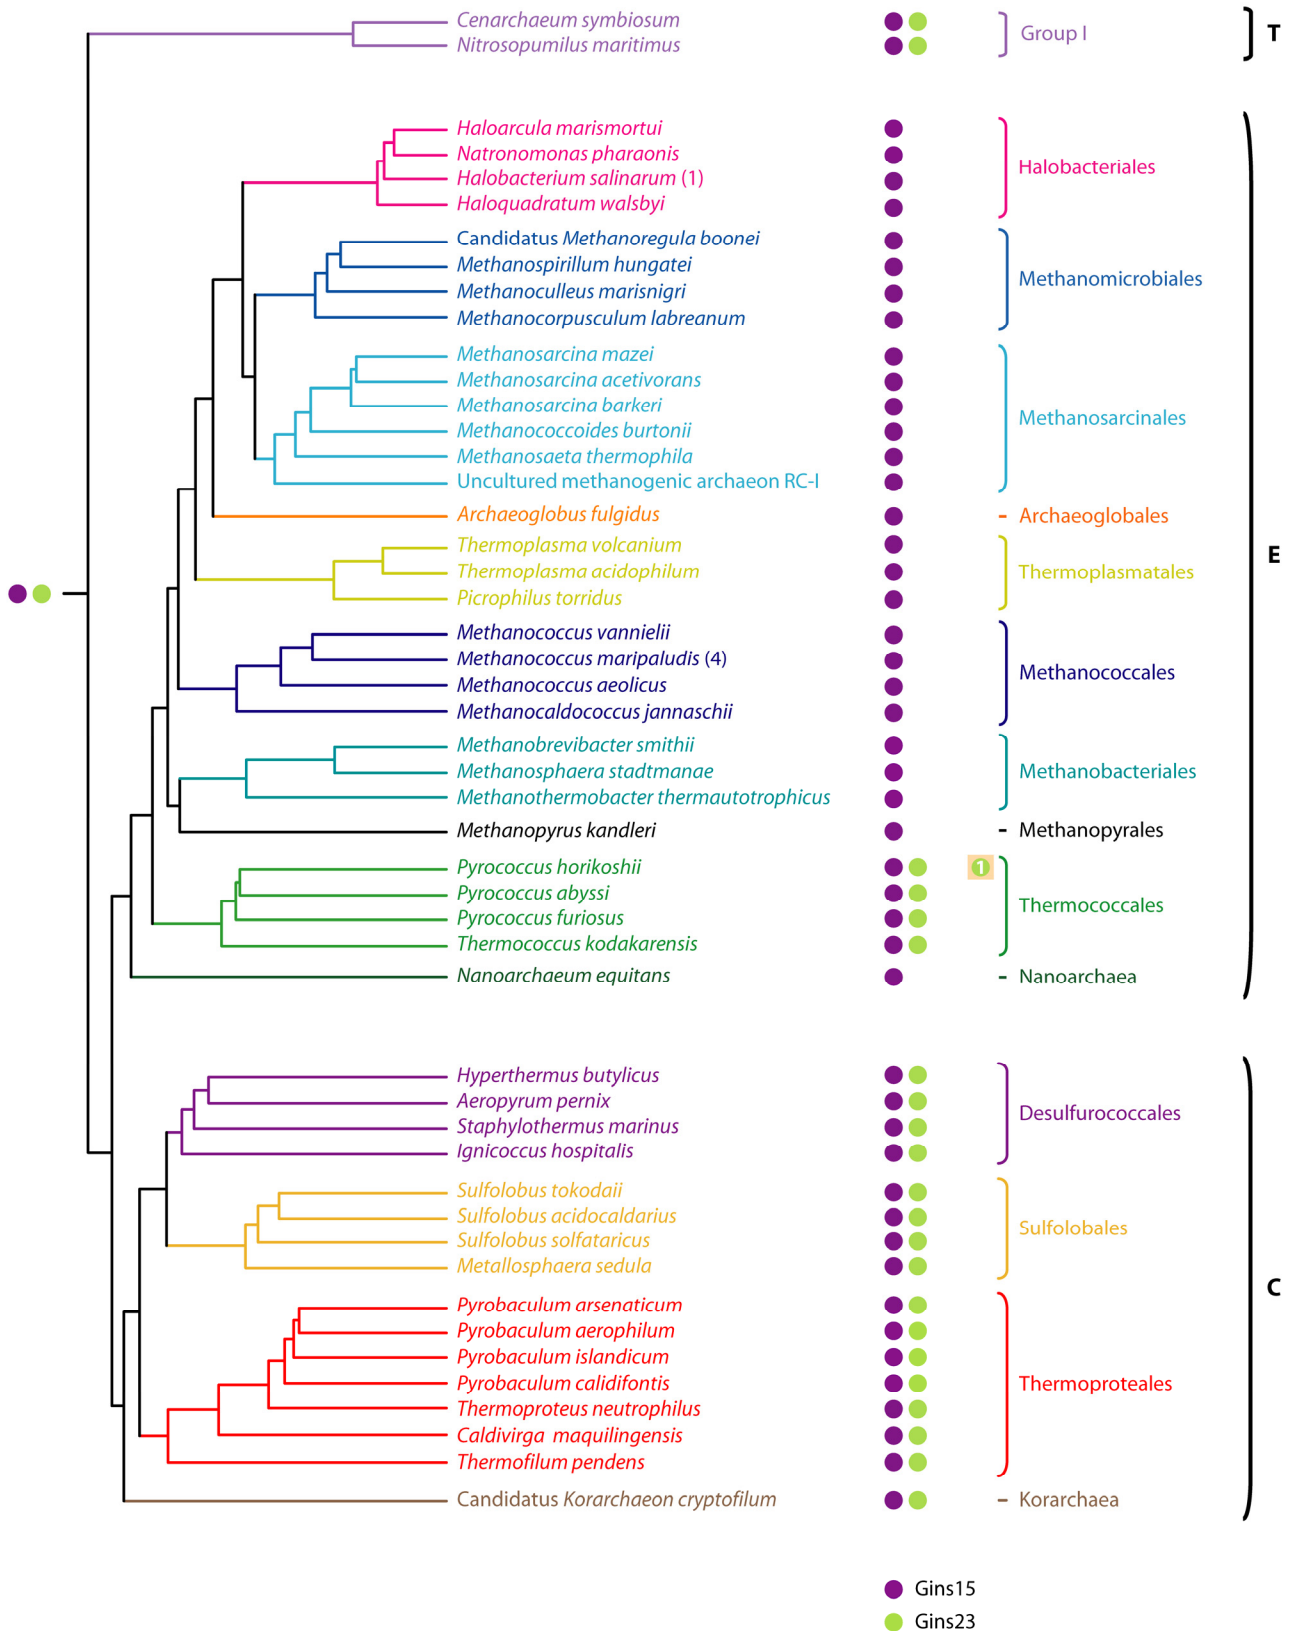 Cenarchaeum symbiosum
Nitrosopumilus maritimus
Group I
T
Haloarcula marismortui
Natronomonas pharaonis
Halobacterium salinarum (1)
Haloquadratum walsbyi
Halobacteriales
Candidatus Methanoregula boonei
Methanospirillum hungatei
Methanoculleus marisnigri
Methanocorpusculum labreanum
Methanomicrobiales
Methanosarcina mazei
Methanosarcina acetivorans
Methanosarcina barkeri
Methanococcoides burtonii
Methanosaeta thermophila
Uncultured methanogenic archaeon RC-I
Methanosarcinales
Archaeoglobus fulgidus
Archaeoglobales
Thermoplasma volcanium
Thermoplasma acidophilum
Picrophilus torridus
Thermoplasmatales
E
Methanococcus vannielii
Methanococcus maripaludis (4)
Methanococcus aeolicus
Methanocaldococcus jannaschii
Methanococcales
Methanobrevibacter smithii
Methanosphaera stadtmanae
Methanothermobacter thermautotrophicus
Methanobacteriales
Methanopyrus kandleri
Methanopyrales
Pyrococcus horikoshii
1
Pyrococcus abyssi
Pyrococcus furiosus
Thermococcus kodakarensis
Thermococcales
Nanoarchaeum equitans
Nanoarchaea
Hyperthermus butylicus
Aeropyrum pernix
Staphylothermus marinus
Ignicoccus hospitalis
Desulfurococcales
Sulfolobus tokodaii
Sulfolobus acidocaldarius
Sulfolobus solfataricus
Metallosphaera sedula
Sulfolobales
C
Pyrobaculum arsenaticum
Pyrobaculum aerophilum
Pyrobaculum islandicum
Pyrobaculum calidifontis
Thermoproteus neutrophilus
Caldivirga maquilingensis
Thermofilum pendens
Thermoproteales
Candidatus Korarchaeon cryptofilum
Korarchaea
Gins15
Gins23